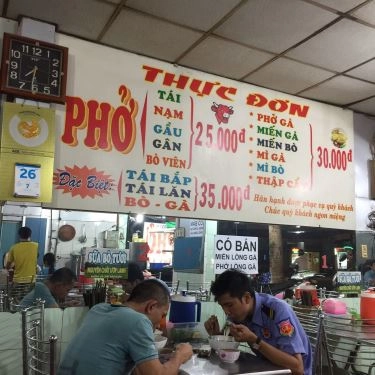 THỰC ĐƠN
PHỞ
TÁI
NẠM
GẦU
GÂN
BÒ VIÊN
25.000đ
• PHỞ GÀ
• MIẾN GÀ
• MIẾN BÒ
• MÌ GÀ
• MÌ BÒ
• THẬP CẨM
30.000đ
Đặc Biệt:
TÁI BẮP
TÁI LĂN
BÒ - GÀ
35.000đ
Hân hạnh được phục vụ quý khách
Chúc quý khách ngon miệng
26
7
CÓ BÁN
MIẾN LÒNG GÀ
PHỞ LÒNG GÀ
SỮA BÒ TƯƠI